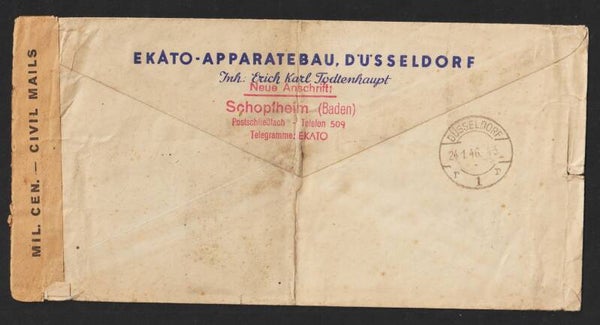 EKATO-APPARATEBAU, DÜSSELDORF
Inh. Erich Karl Todtenhaupt
Neue Anschrift:
Schopfheim (Baden)
Postschließfach - Telefon 509
Telegramme: EKATO
MIL. CEN. — CIVIL MAILS
DÜSSELDORF
24.1.46
r 1 r